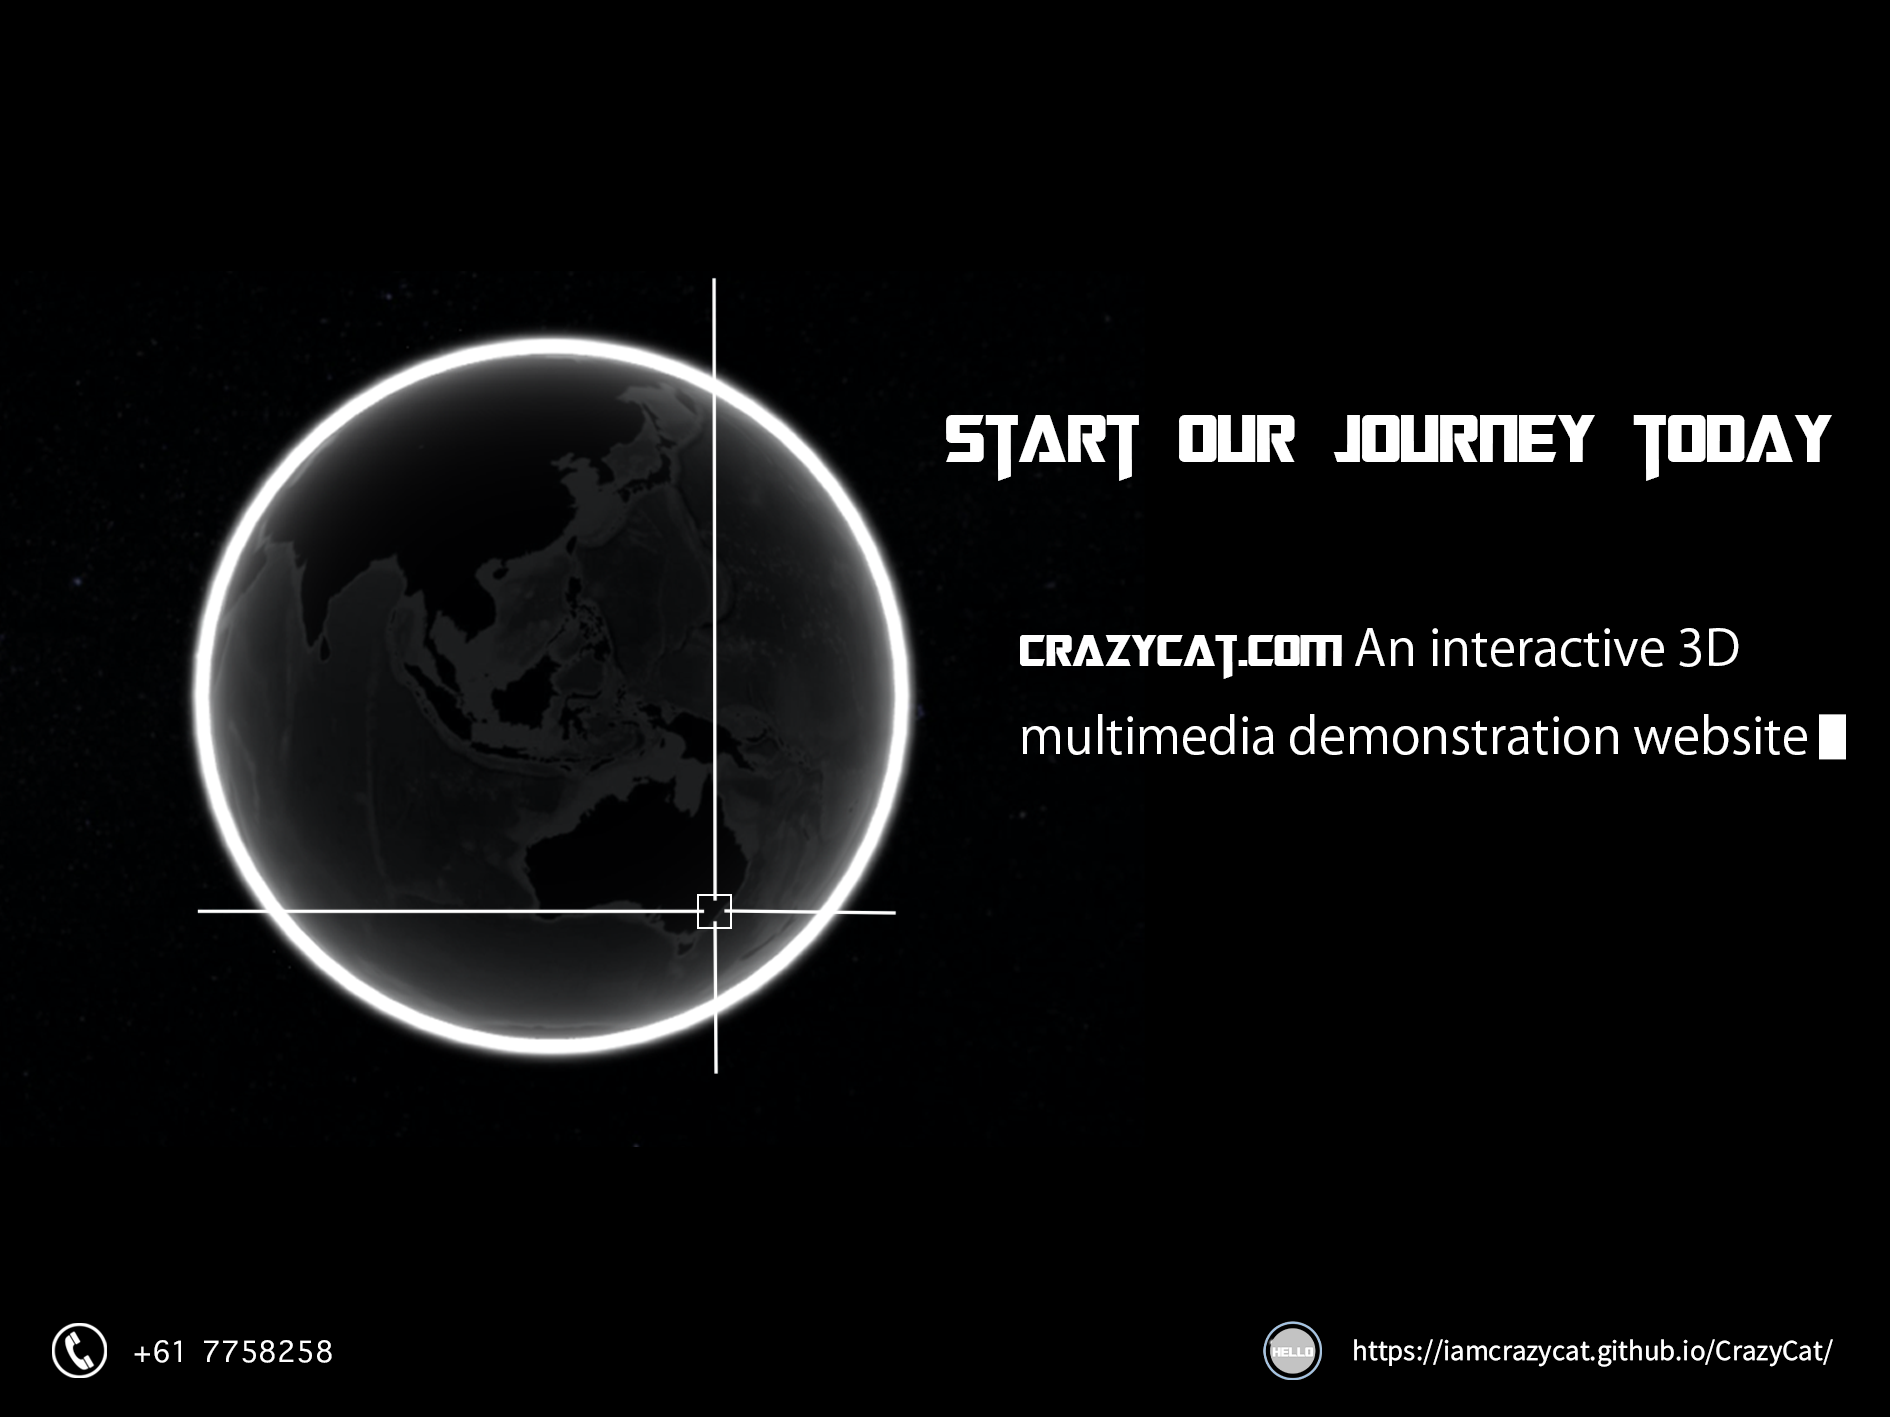 START OUR JOURNEY TODAY
CRAZYCAT.COM An interactive 3D
multimedia demonstration website
+61 7758258
HELLO
https://iamcrazycat.github.io/CrazyCat/